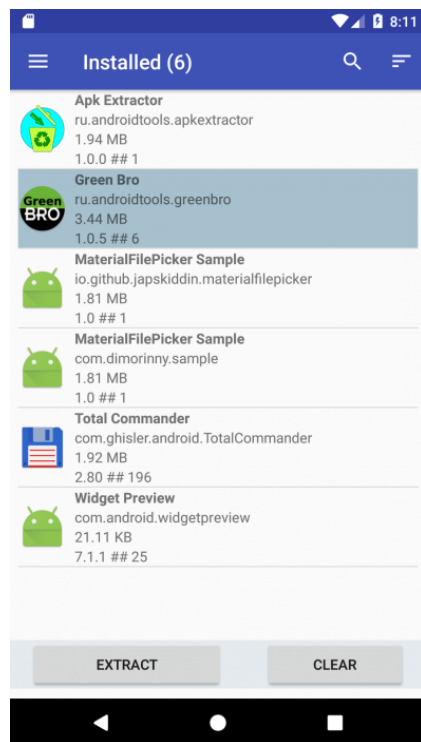 8:11
Installed (6)
Apk Extractor
ru.androidtools.apkextractor
1.94 MB
1.0.0 ## 1
Green
BRO
Green Bro
ru.androidtools.greenbro
3.44 MB
1.0.5 ## 6
MaterialFilePicker Sample
io.github.japskiddin.materialfilepicker
1.81 MB
1.0 ## 1
MaterialFilePicker Sample
com.dimorinny.sample
1.81 MB
1.0 ## 1
Total Commander
com.ghisler.android.TotalCommander
1.92 MB
2.80 ## 196
Widget Preview
com.android.widgetpreview
21.11 KB
7.1.1 ## 25
EXTRACT
CLEAR